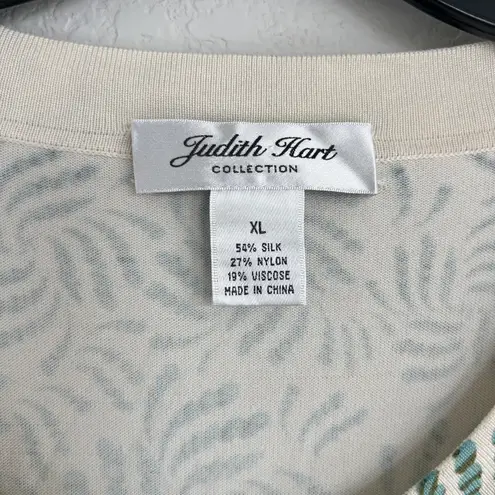 Judith Hart
COLLECTION
XL
54% SILK
27% NYLON
19% VISCOSE
MADE IN CHINA